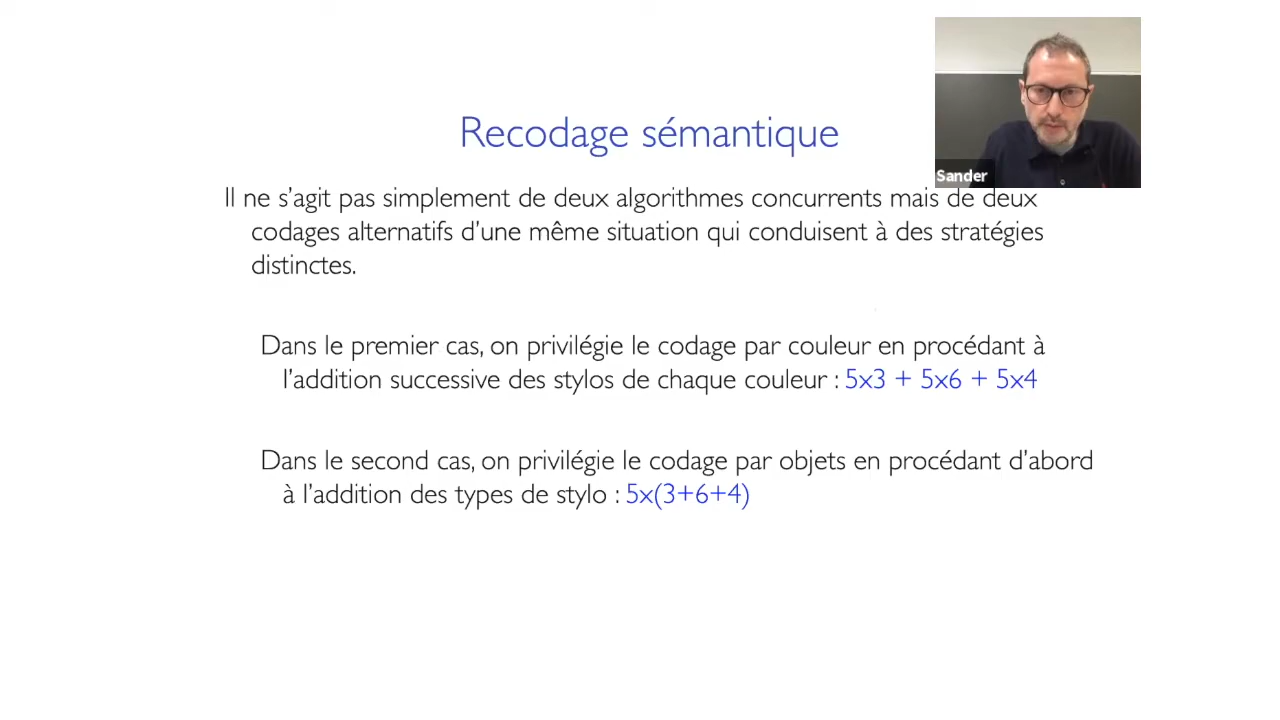 Recodage sémantique
Sander
Il ne s’agit pas simplement de deux algorithmes concurrents mais de deux
codages alternatifs d’une même situation qui conduisent à des stratégies
distinctes.
Dans le premier cas, on privilégie le codage par couleur en procédant à
l’addition successive des stylos de chaque couleur : 5x3 + 5x6 + 5x4
Dans le second cas, on privilégie le codage par objets en procédant d’abord
à l’addition des types de stylo : 5x(3+6+4)